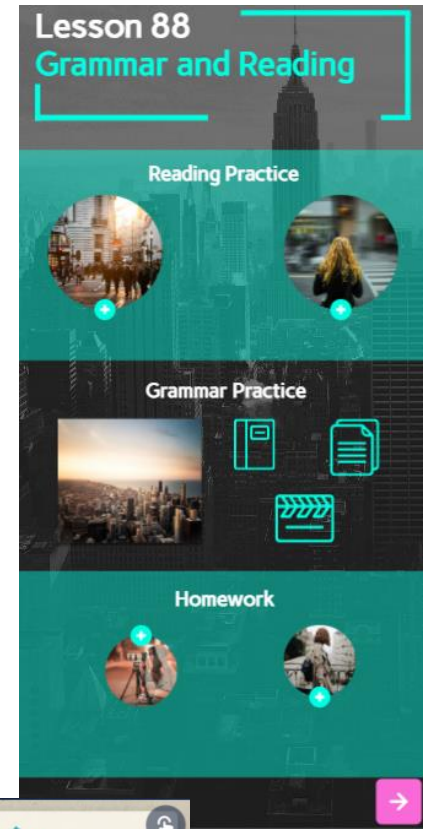 Lesson 88
Grammar and Reading
Reading Practice
Grammar Practice
Homework